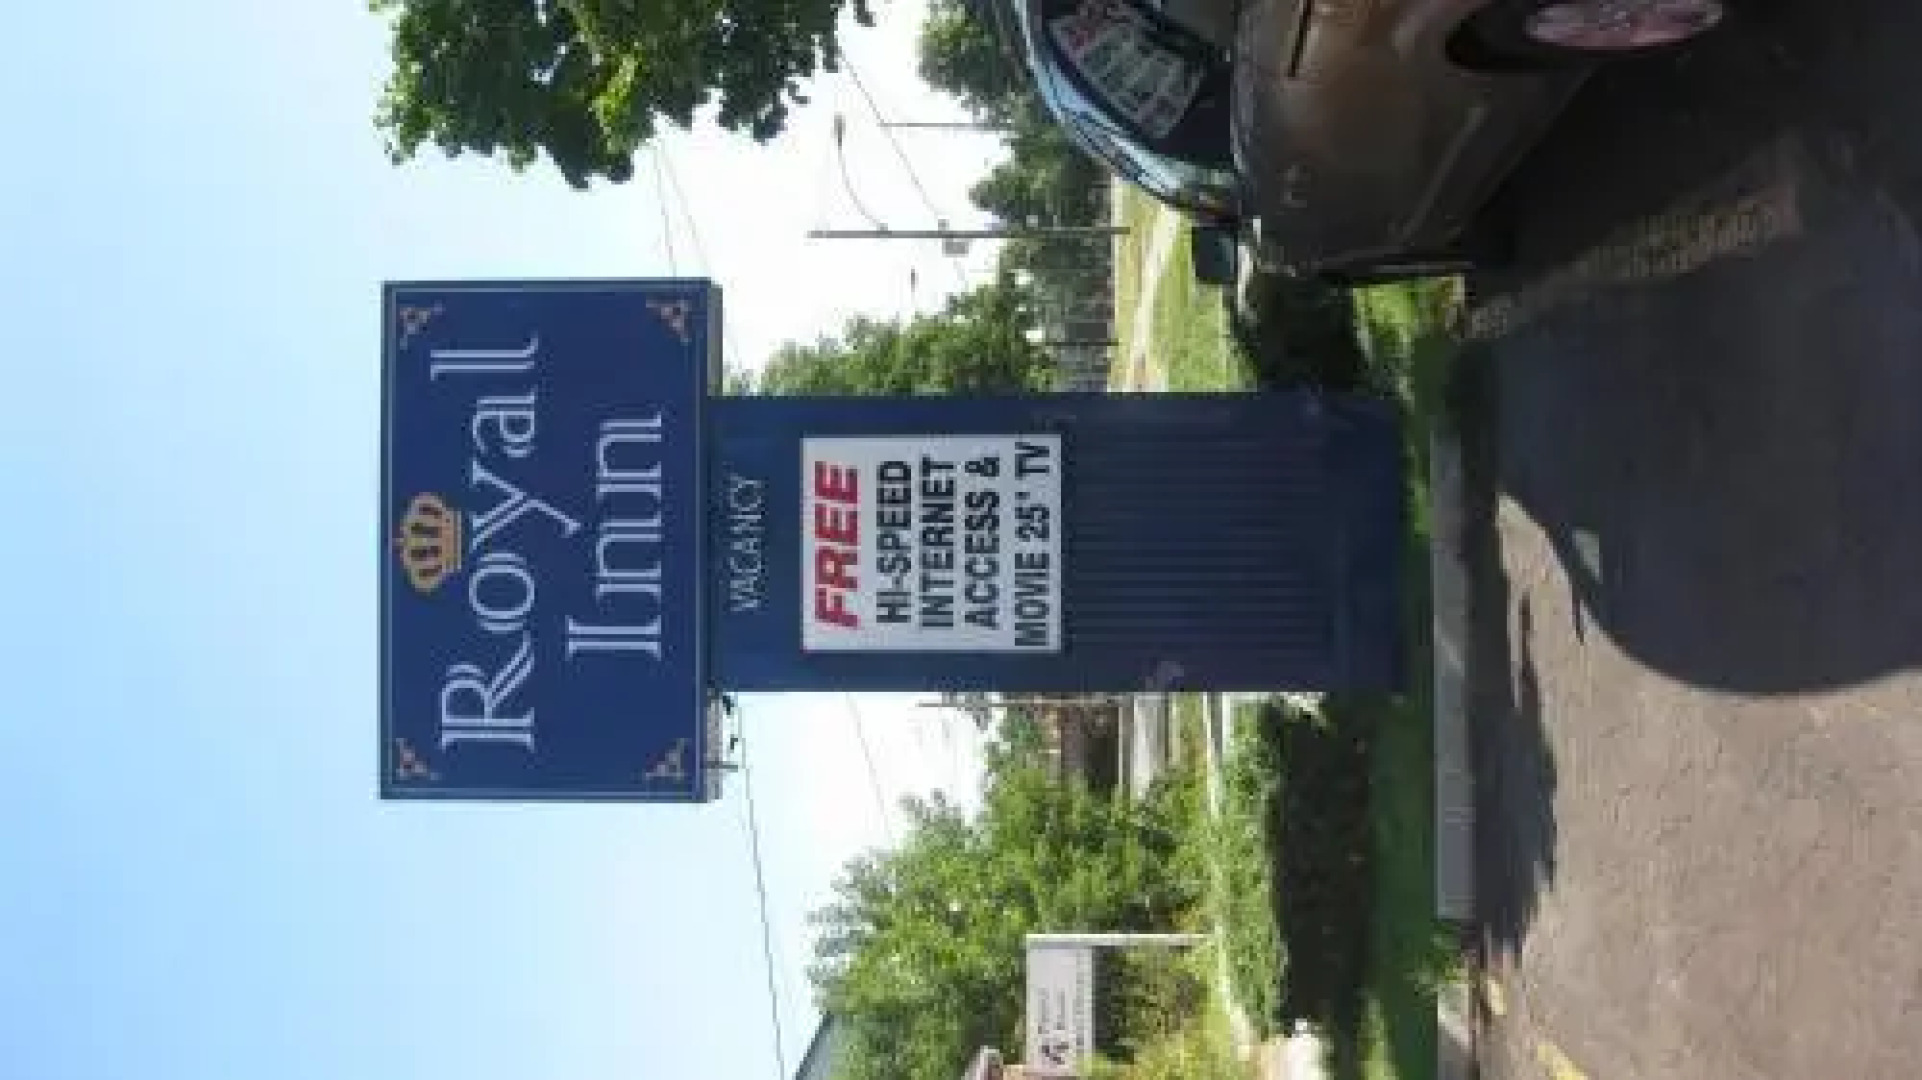 Royal
Inn
VACANCY
FREE
HI-SPEED
INTERNET
ACCESS &
MOVIE 25" TV